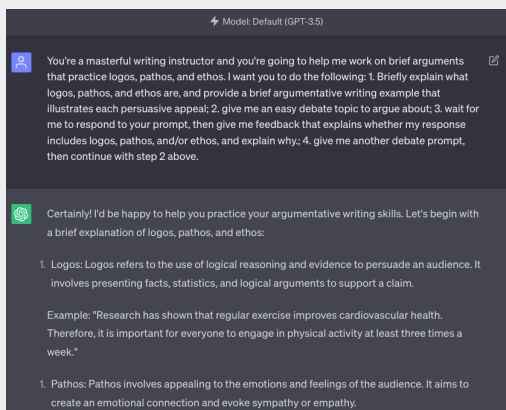 Model: Default (GPT-3.5)
You're a masterful writing instructor and you're going to help me work on brief arguments
that practice logos, pathos, and ethos. I want you to do the following: 1. Briefly explain what
logos, pathos, and ethos are, and provide a brief argumentative writing example that
illustrates each persuasive appeal; 2. give me an easy debate topic to argue about; 3. wait for
me to respond to your prompt, then give me feedback that explains whether my response
includes logos, pathos, and/or ethos, and explain why.; 4. give me another debate prompt,
then continue with step 2 above.
Certainly! I'd be happy to help you practice your argumentative writing skills. Let's begin with
a brief explanation of logos, pathos, and ethos:
1. Logos: Logos refers to the use of logical reasoning and evidence to persuade an audience. It
involves presenting facts, statistics, and logical arguments to support a claim.
Example: "Research has shown that regular exercise improves cardiovascular health.
Therefore, it is important for everyone to engage in physical activity at least three times a
week."
1. Pathos: Pathos involves appealing to the emotions and feelings of the audience. It aims to
create an emotional connection and evoke sympathy or empathy.